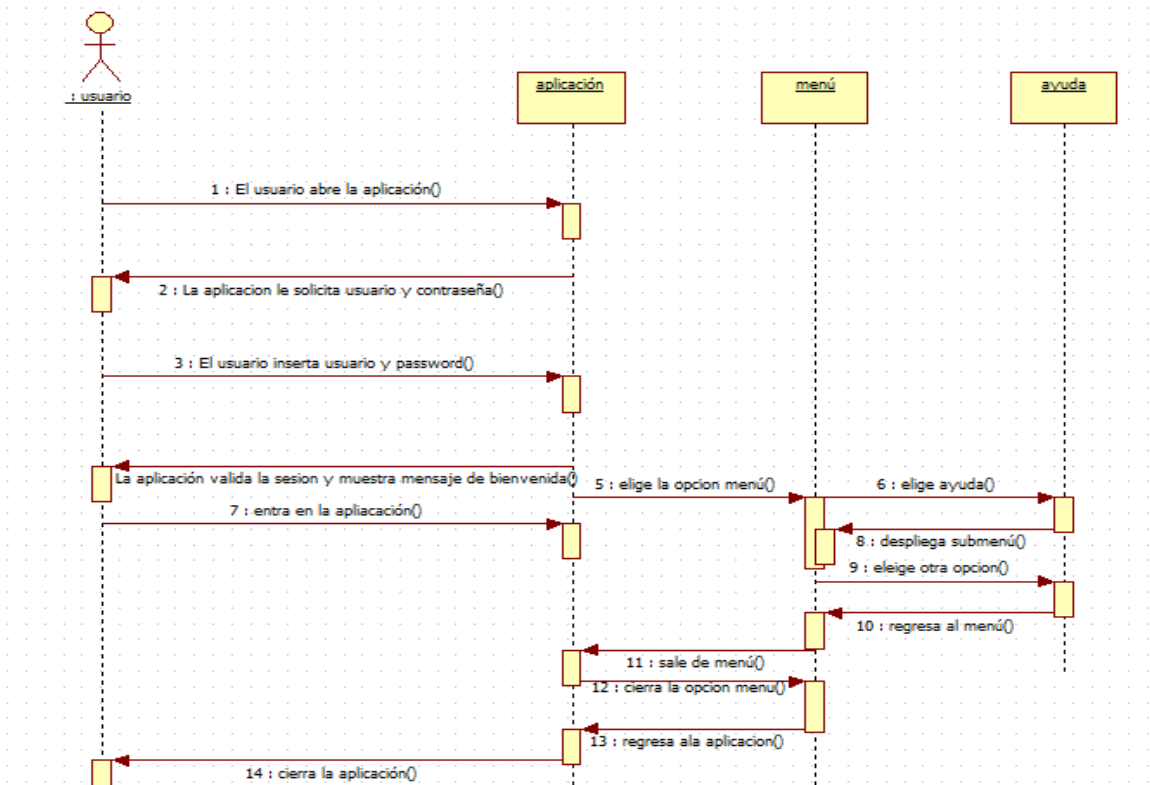 : usuario
aplicación
menú
ayuda
1 : El usuario abre la aplicación()
2 : La aplicacion le solicita usuario y contraseña()
3 : El usuario inserta usuario y password()
La aplicación valida la sesion y muestra mensaje de bienvenida()
5 : elige la opcion menú()
6 : elige ayuda()
7 : entra en la apliacación()
8 : despliega submenú()
9 : eleige otra opcion()
10 : regresa al menú()
11 : sale de menú()
12 : cierra la opcion menu()
13 : regresa ala aplicacion()
14 : cierra la aplicación()